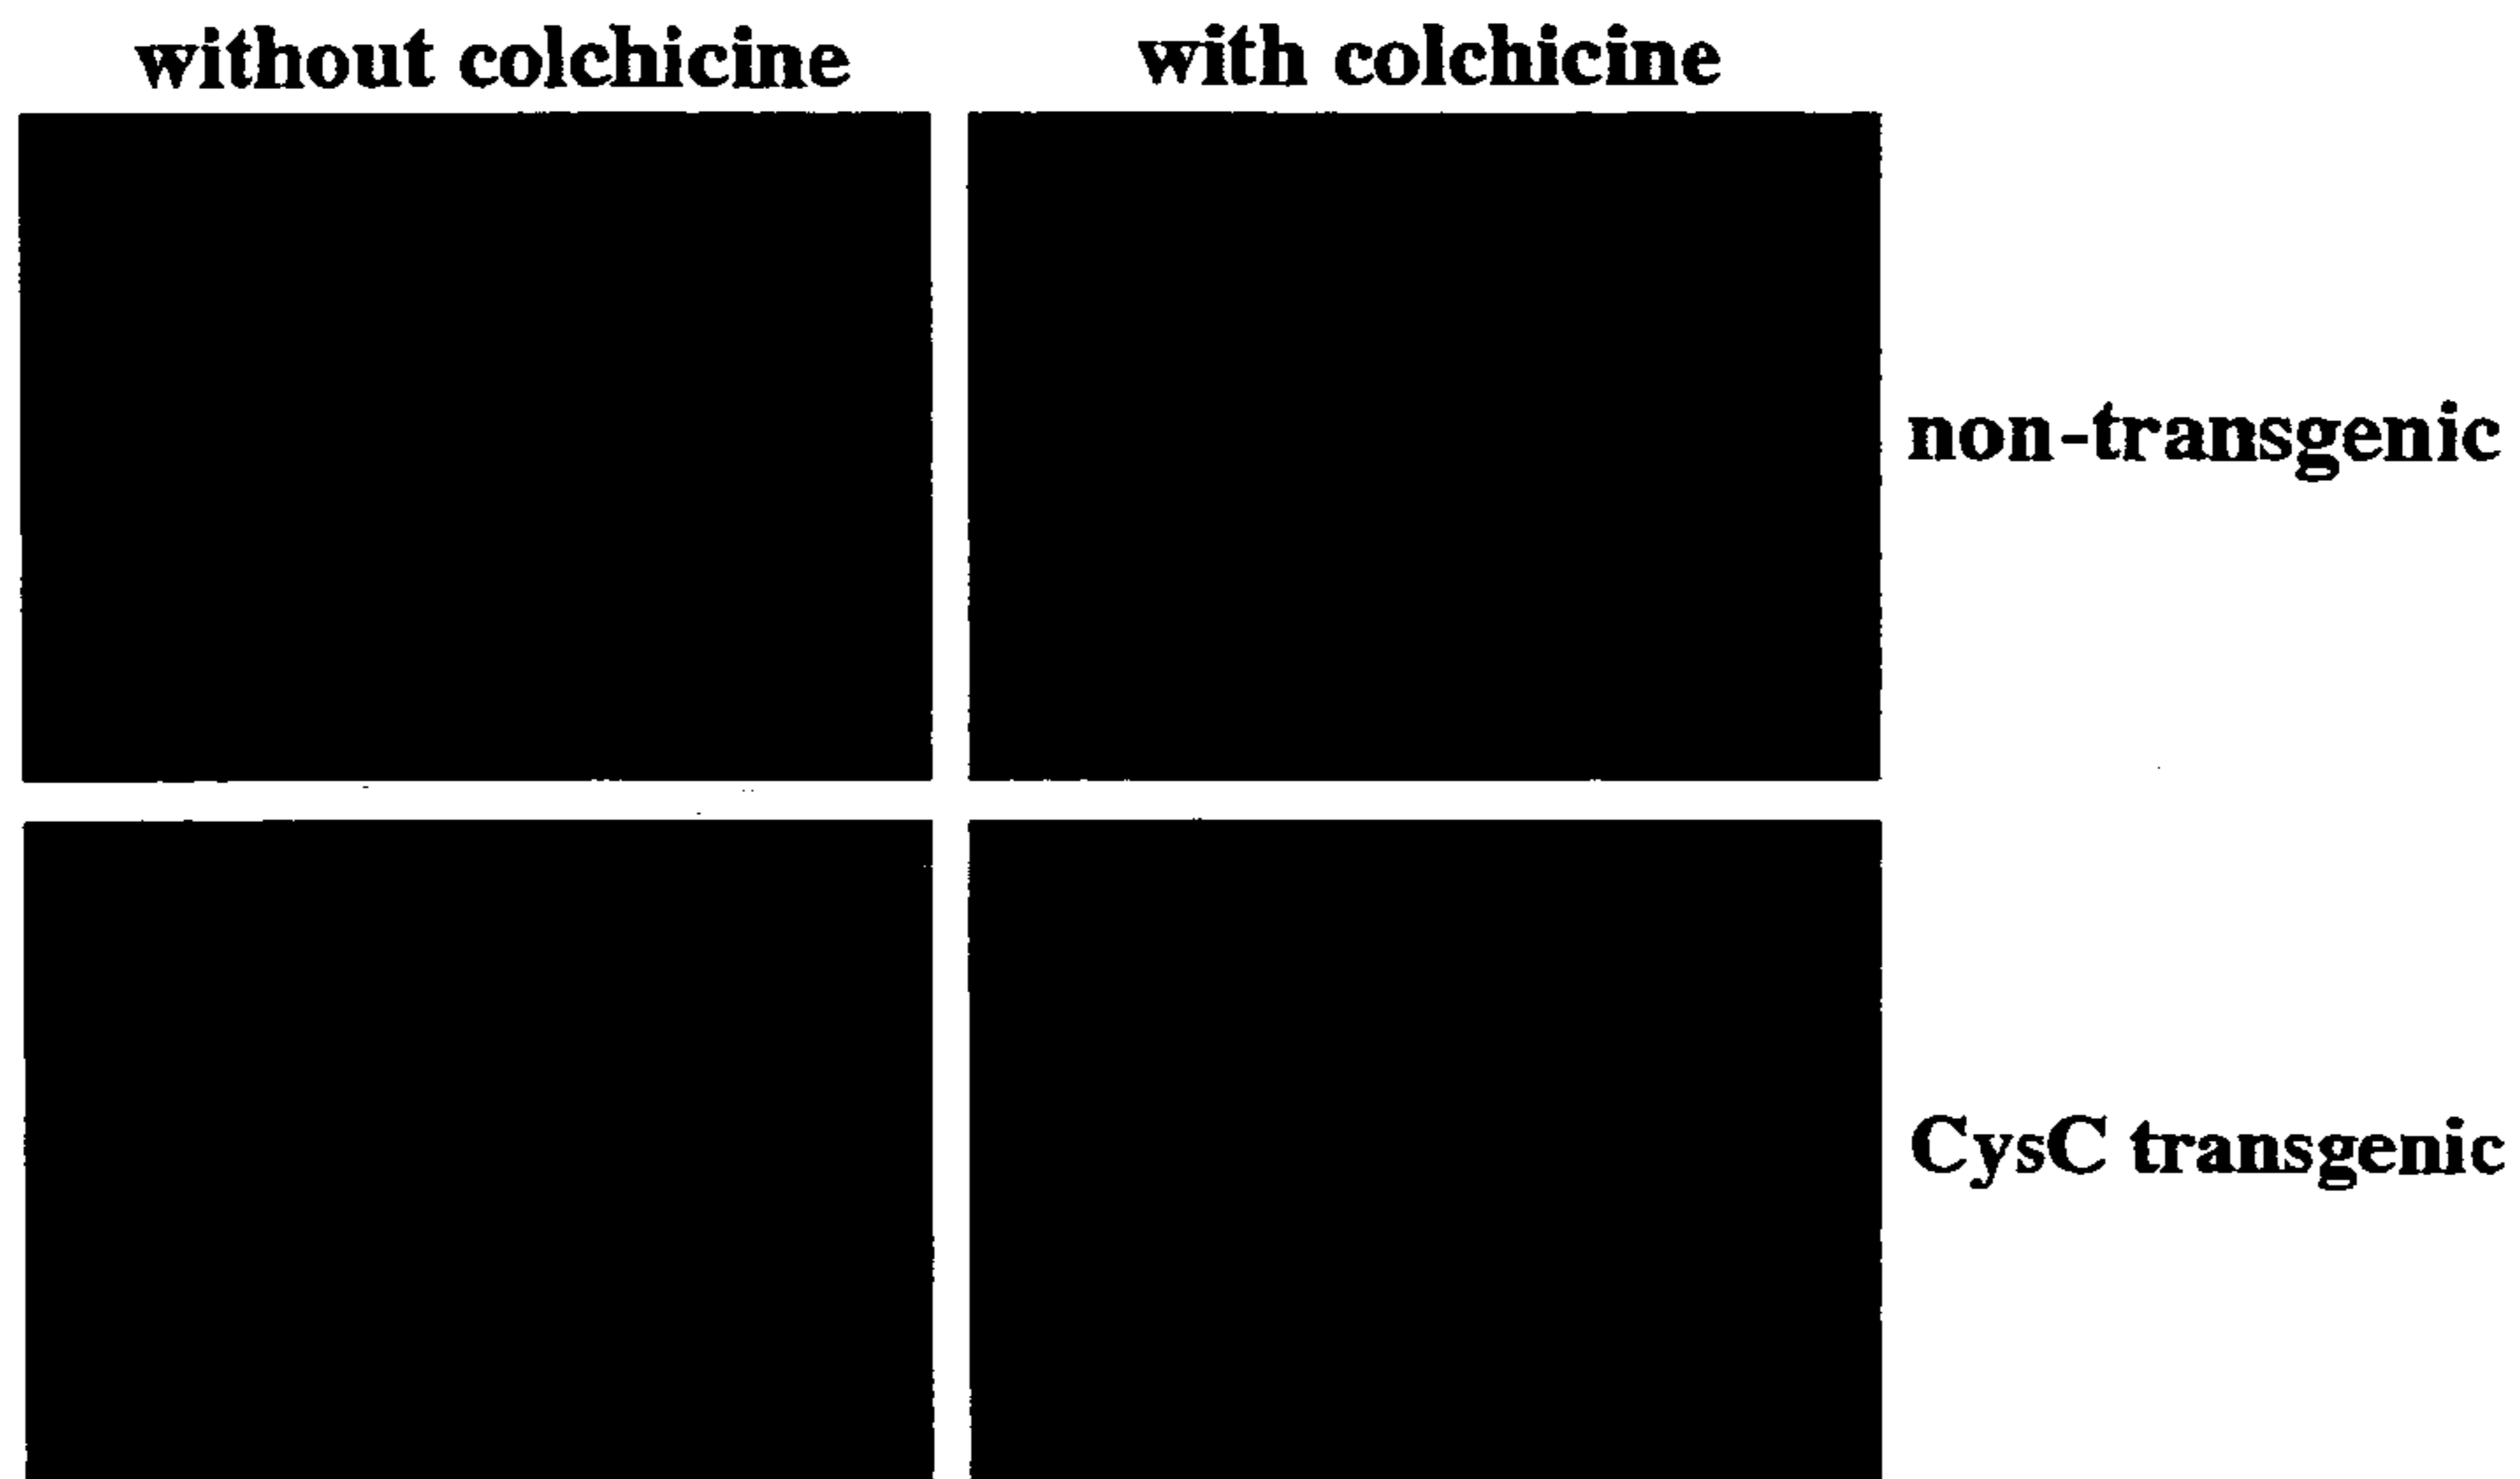 without colchicine
with colchicine
non-transgenic
CysC transgenic